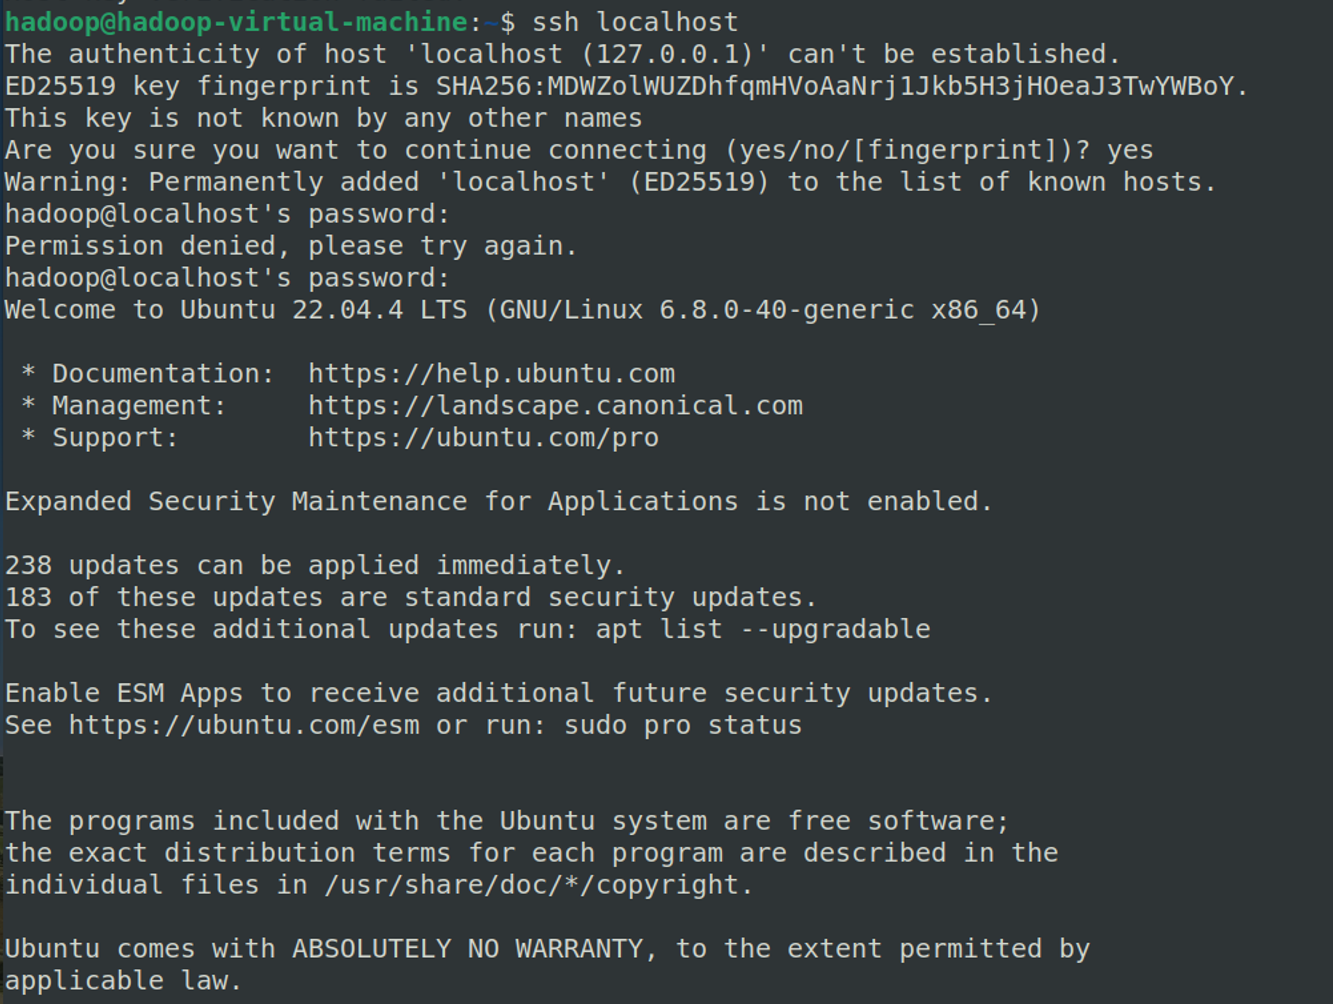 hadoop@hadoop-virtual-machine:~$ ssh localhost
The authenticity of host 'localhost (127.0.0.1)' can't be established.
ED25519 key fingerprint is SHA256:MDWZolWUZDhfqmHVoAaNrj1Jkb5H3jHOeaJ3TwYWBoY.
This key is not known by any other names
Are you sure you want to continue connecting (yes/no/[fingerprint])? yes
Warning: Permanently added 'localhost' (ED25519) to the list of known hosts.
hadoop@localhost's password:
Permission denied, please try again.
hadoop@localhost's password:
Welcome to Ubuntu 22.04.4 LTS (GNU/Linux 6.8.0-40-generic x86_64)

 * Documentation:  https://help.ubuntu.com
 * Management:     https://landscape.canonical.com
 * Support:        https://ubuntu.com/pro

Expanded Security Maintenance for Applications is not enabled.

238 updates can be applied immediately.
183 of these updates are standard security updates.
To see these additional updates run: apt list --upgradable

Enable ESM Apps to receive additional future security updates.
See https://ubuntu.com/esm or run: sudo pro status


The programs included with the Ubuntu system are free software;
the exact distribution terms for each program are described in the
individual files in /usr/share/doc/*/copyright.

Ubuntu comes with ABSOLUTELY NO WARRANTY, to the extent permitted by
applicable law.